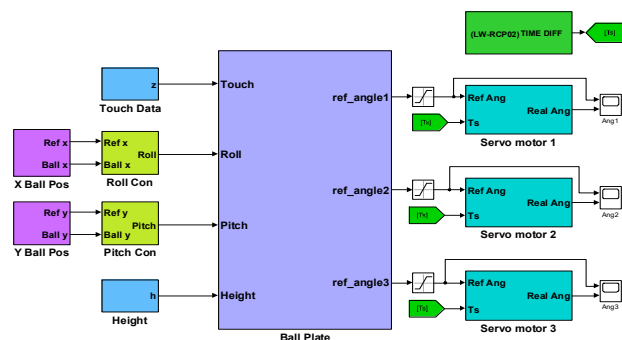 (LW-RCP02) TIME DIFF
[Ts]
z
Touch Data
Touch
ref_angle1
Ref Ang
Real Ang
[Ts]
Ts
Servo motor 1
Ang1
Ref x
Ball x
X Ball Pos
Ref x
Roll
Ball x
Roll Con
Roll
ref_angle2
Ref Ang
Real Ang
[Ts]
Ts
Servo motor 2
Ang2
Ref y
Ball y
Y Ball Pos
Ref y
Pitch
Ball y
Pitch Con
Pitch
ref_angle3
Ref Ang
Real Ang
[Ts]
Ts
Servo motor 3
Ang3
h
Height
Height
Ball Plate